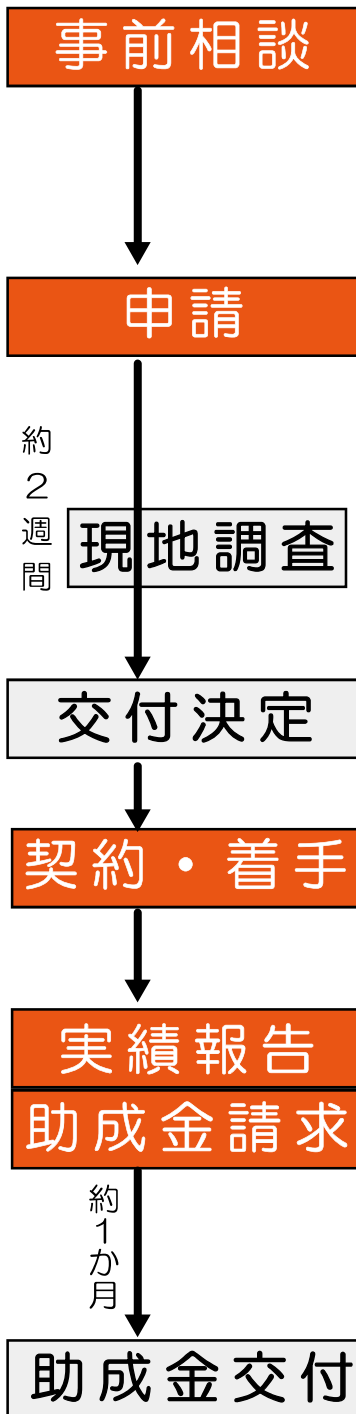 事前相談
申請
約2週間
現地調査
交付決定
契約・着手
実績報告
助成金請求
約1か月
助成金交付